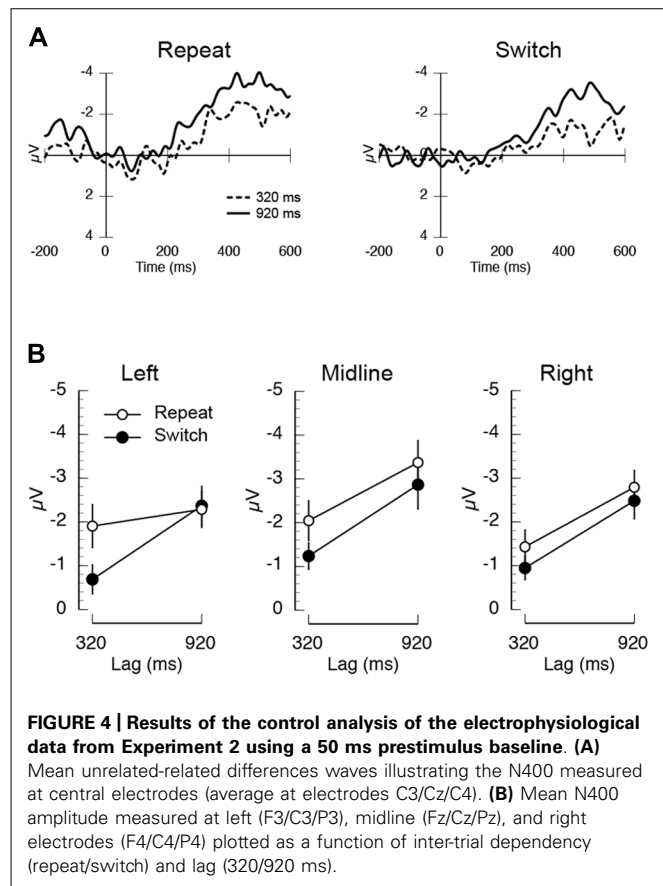 A
Repeat
Switch
-4
-2
µV
2
4
-200 0 200 400 600
Time (ms)
320 ms
920 ms
-4
-2
µV
2
4
-200 0 200 400 600
Time (ms)
B
Left
Midline
Right
-5
-4
-3
-2
-1
0
µV
Repeat
Switch
320 920
Lag (ms)
-5
-4
-3
-2
-1
0
µV
320 920
Lag (ms)
-5
-4
-3
-2
-1
0
µV
320 920
Lag (ms)
FIGURE 4 | Results of the control analysis of the electrophysiological
data from Experiment 2 using a 50 ms prestimulus baseline. (A)
Mean unrelated-related differences waves illustrating the N400 measured
at central electrodes (average at electrodes C3/Cz/C4). (B) Mean N400
amplitude measured at left (F3/C3/P3), midline (Fz/Cz/Pz), and right
electrodes (F4/C4/P4) plotted as a function of inter-trial dependency
(repeat/switch) and lag (320/920 ms).